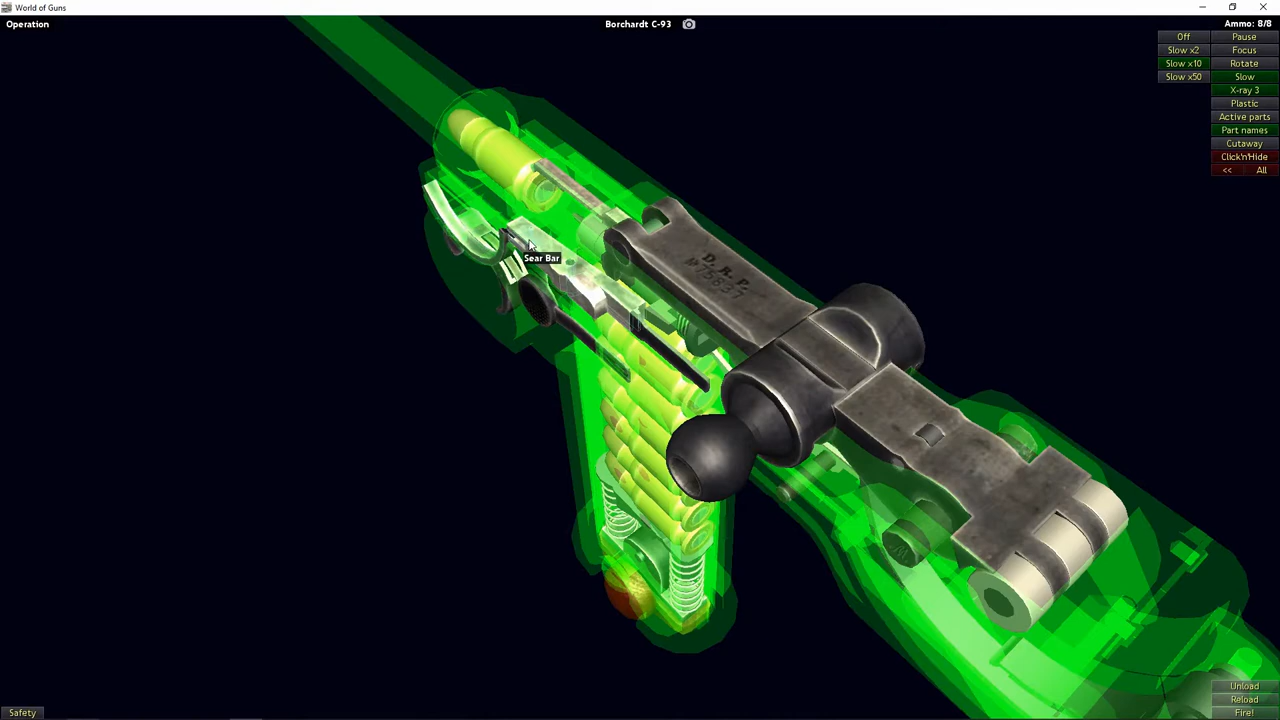 World of Guns
Operation
Borchardt C-93
Ammo: 8/8
Off
Pause
Slow x2
Focus
Slow x10
Rotate
Slow x50
Slow
X-ray 3
Plastic
Active parts
Part names
Cutaway
Click'n'Hide
<< All
Sear Bar
D. R. P.
Unload
Reload
Fire!
Safety